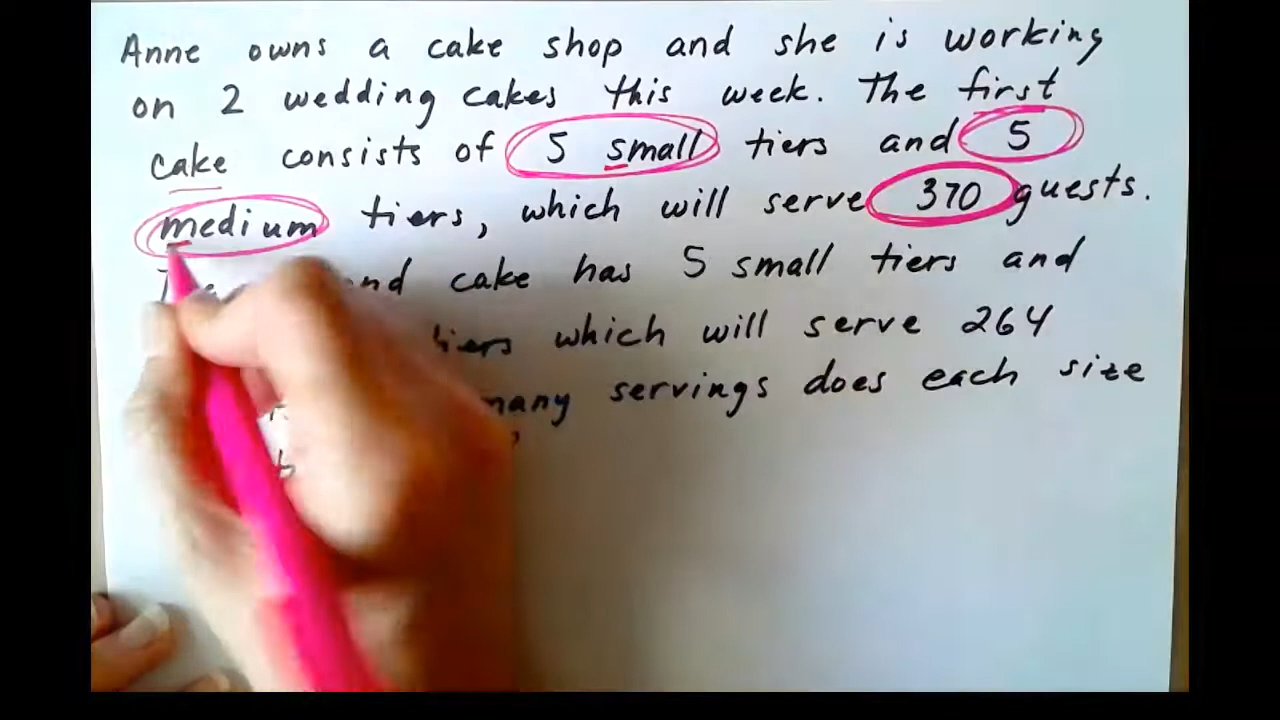 Anne owns a cake shop and she is working
on 2 wedding cakes this week. The first
cake consists of 5 small tiers and 5
medium tiers, which will serve 370 guests.
cake has 5 small tiers and
tiers which will serve 264
many servings does each size